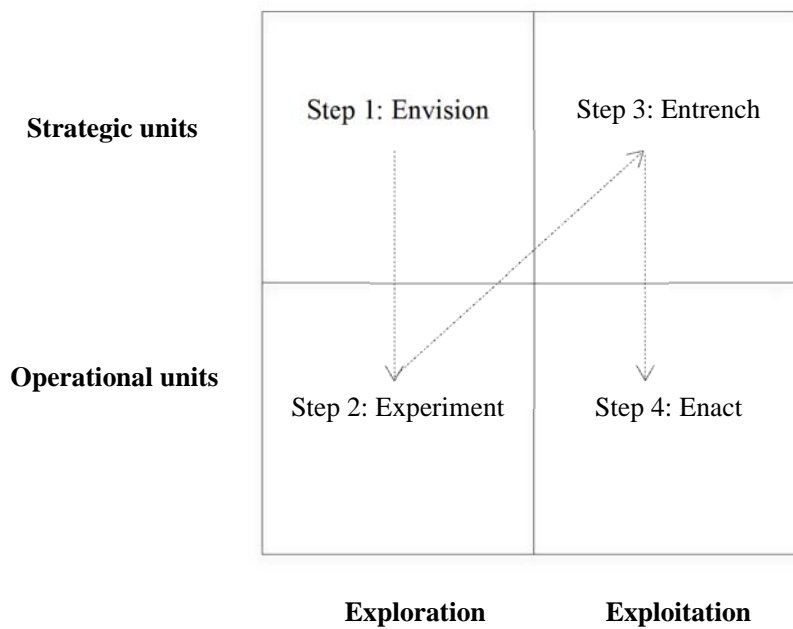 Step 1: Envision
Step 3: Entrench
Strategic units
Operational units
Step 2: Experiment
Step 4: Enact
Exploration
Exploitation